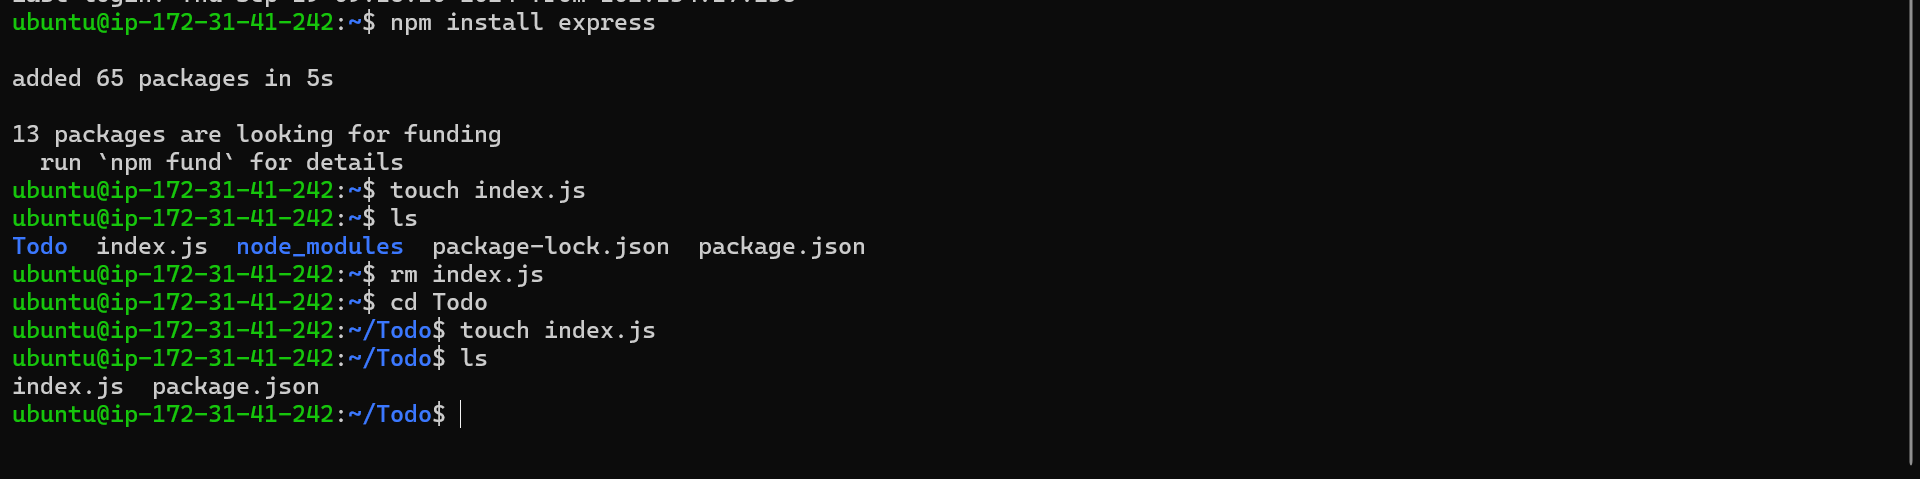 ubuntu@ip-172-31-41-242:~$ npm install express
added 65 packages in 5s
13 packages are looking for funding
  run `npm fund` for details
ubuntu@ip-172-31-41-242:~$ touch index.js
ubuntu@ip-172-31-41-242:~$ ls
Todo  index.js  node_modules  package-lock.json  package.json
ubuntu@ip-172-31-41-242:~$ rm index.js
ubuntu@ip-172-31-41-242:~$ cd Todo
ubuntu@ip-172-31-41-242:~/Todo$ touch index.js
ubuntu@ip-172-31-41-242:~/Todo$ ls
index.js  package.json
ubuntu@ip-172-31-41-242:~/Todo$